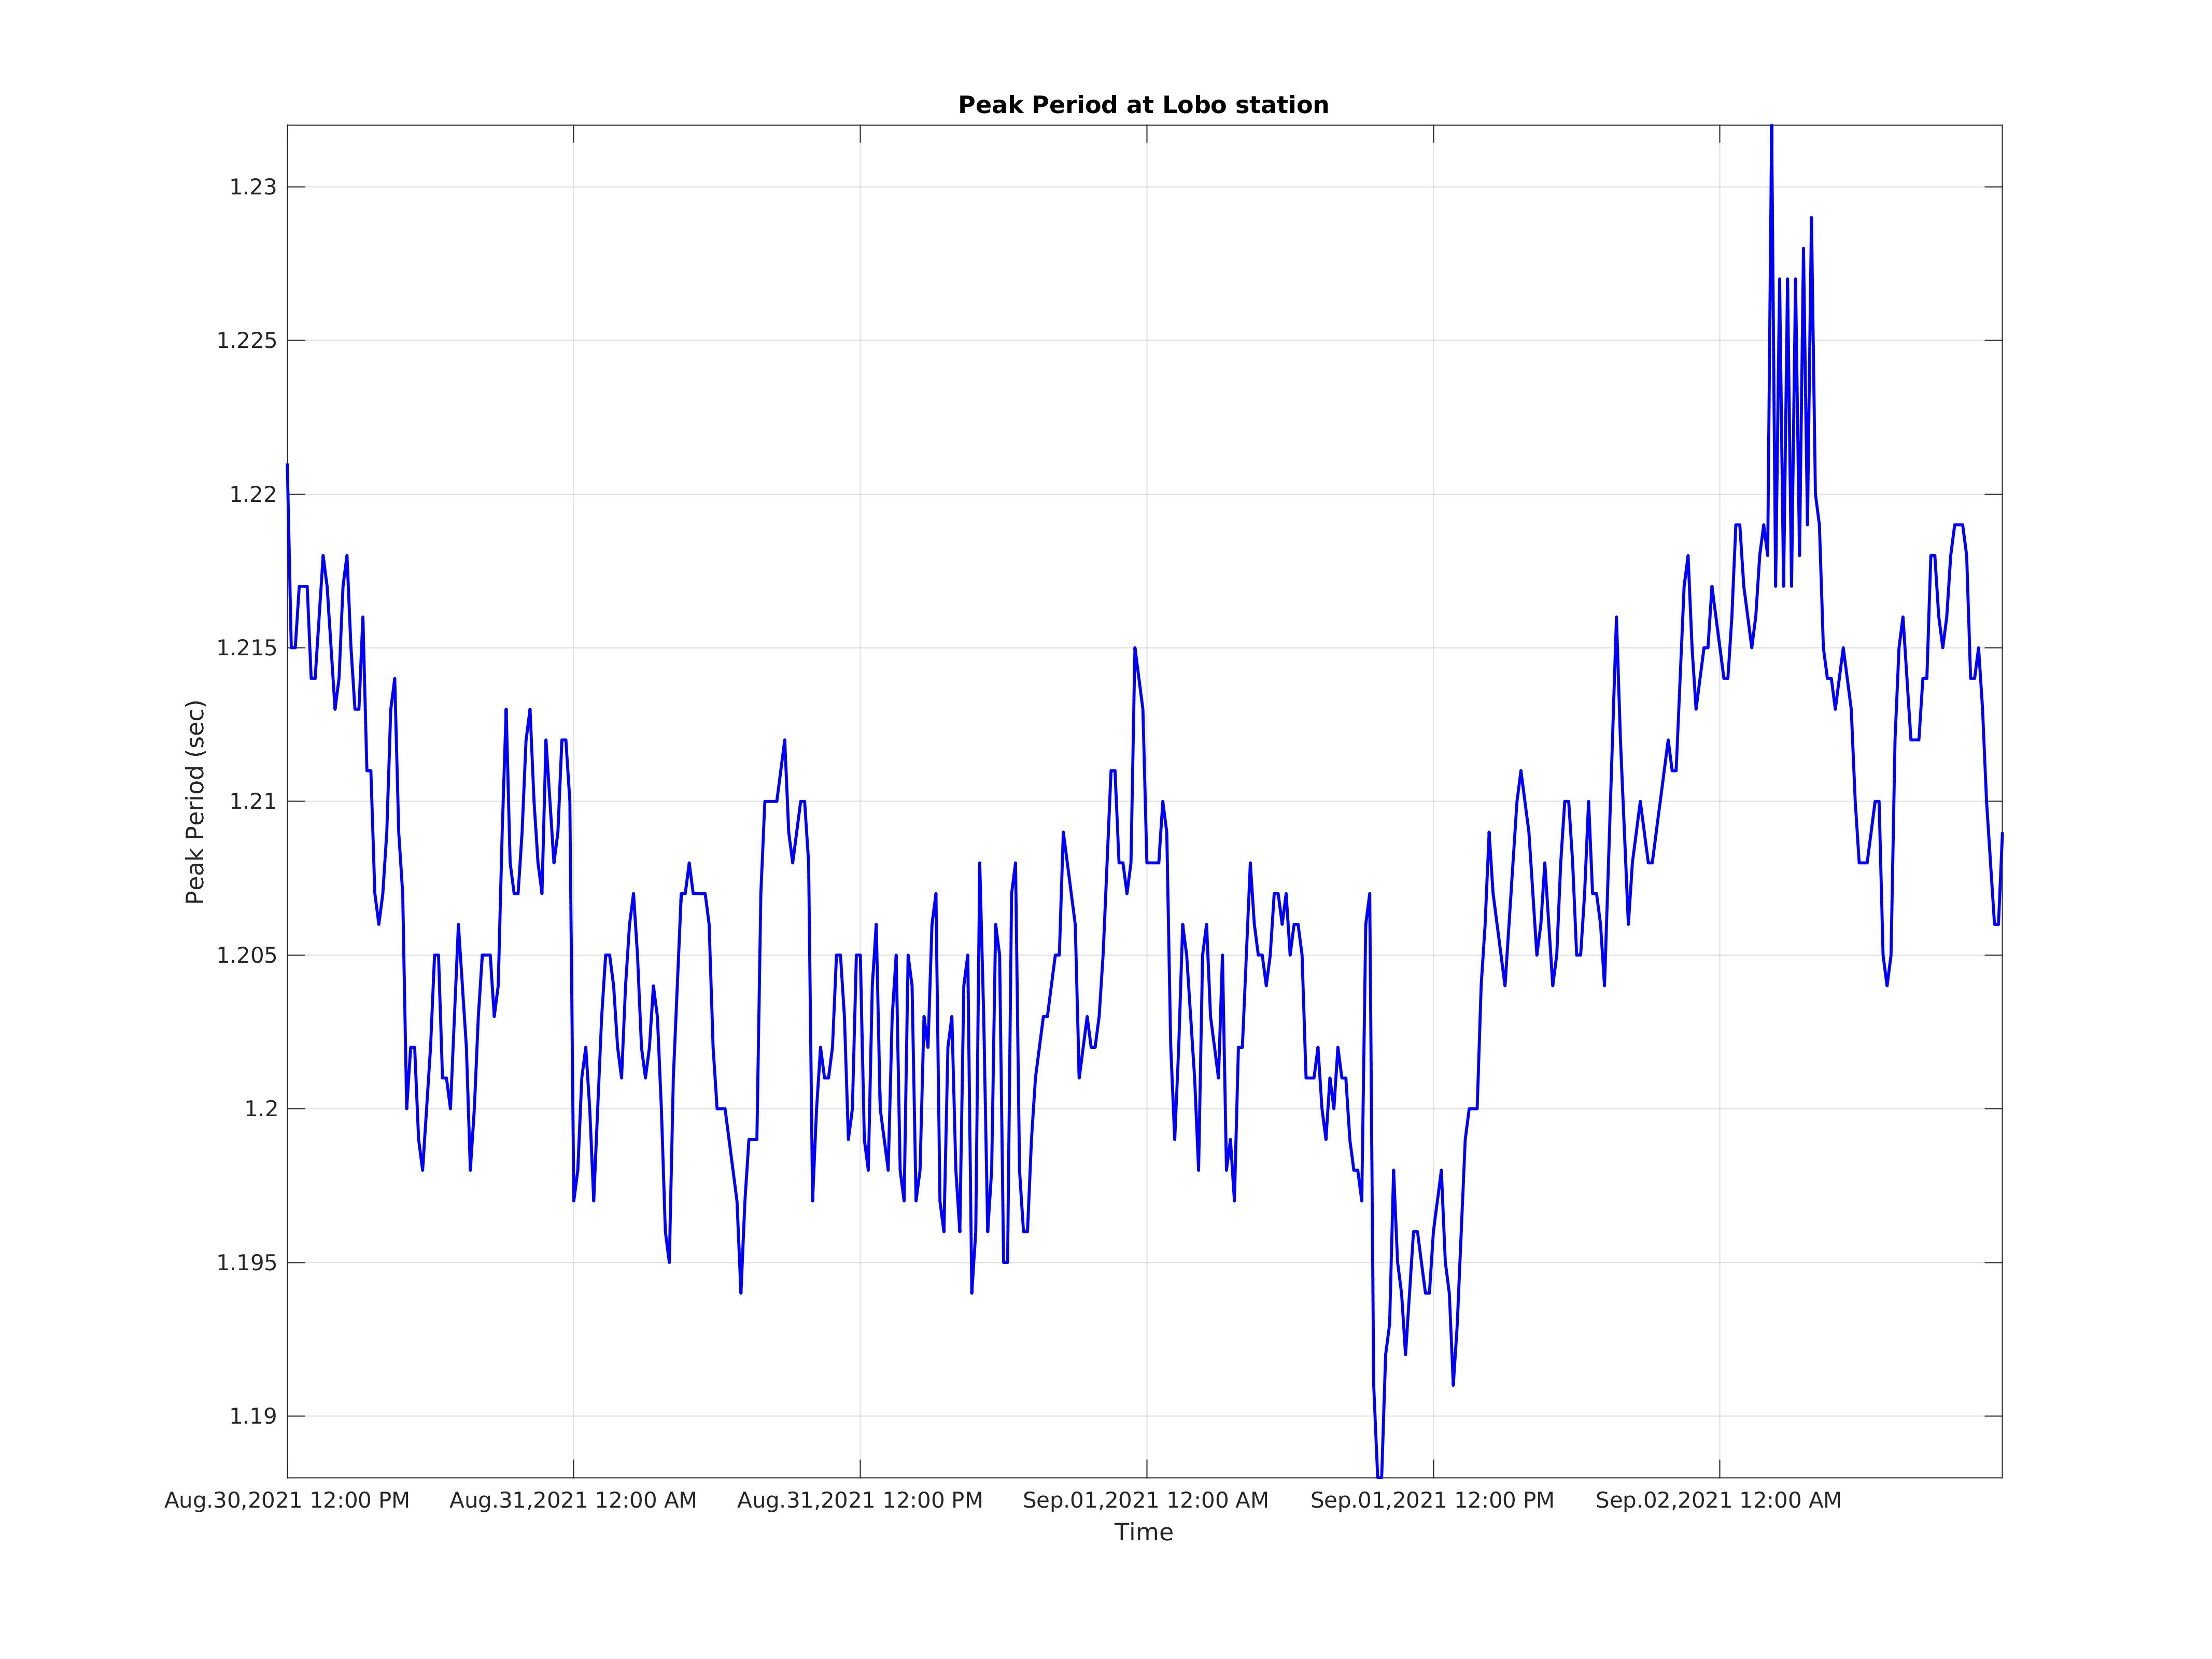 Peak Period at Lobo station
1.23
1.225
1.22
1.215
1.21
1.205
1.2
1.195
1.19
Peak Period (sec)
Aug.30,2021 12:00 PM Aug.31,2021 12:00 AM Aug.31,2021 12:00 PM Sep.01,2021 12:00 AM Sep.01,2021 12:00 PM Sep.02,2021 12:00 AM
Time